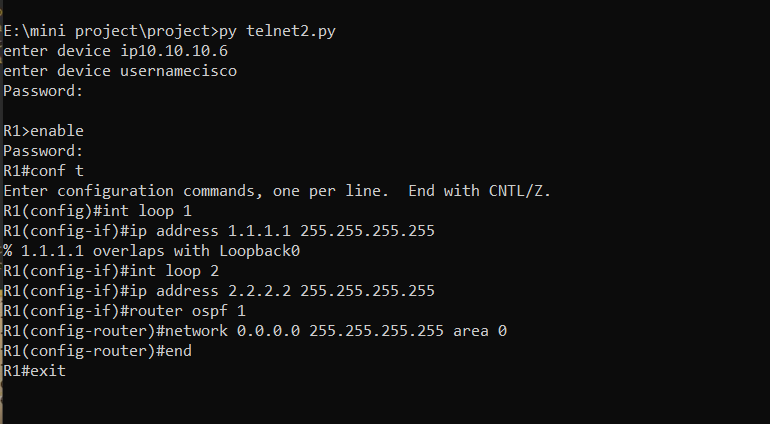 E:\mini project\project>py telnet2.py
enter device ip10.10.10.6
enter device usernamecisco
Password:
R1>enable
Password:
R1#conf t
Enter configuration commands, one per line.  End with CNTL/Z.
R1(config)#int loop 1
R1(config-if)#ip address 1.1.1.1 255.255.255.255
% 1.1.1.1 overlaps with Loopback0
R1(config-if)#int loop 2
R1(config-if)#ip address 2.2.2.2 255.255.255.255
R1(config-if)#router ospf 1
R1(config-router)#network 0.0.0.0 255.255.255.255 area 0
R1(config-router)#end
R1#exit